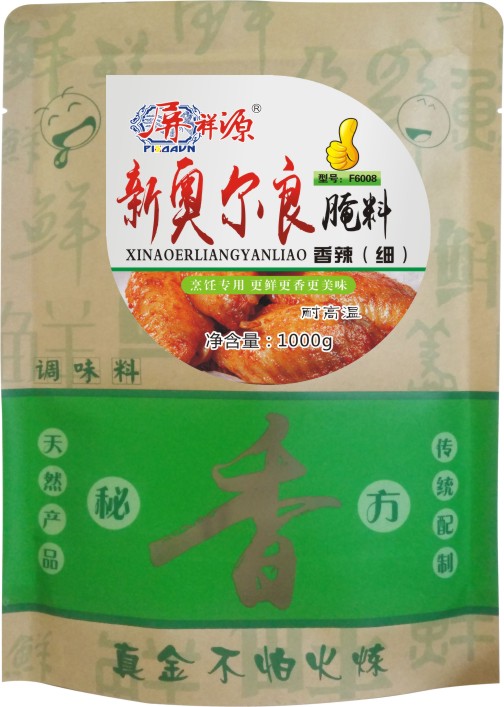 屏祥源®
PIXIANYUAN
型号：F6008
新奥尔良腌料
XINAOERLIANGYANLIAO 香辣（细）
烹饪专用 更鲜更香更美味
耐高温
净含量：1000g
调味料
天然产品
秘
香
方
传统配制
真金不怕火炼